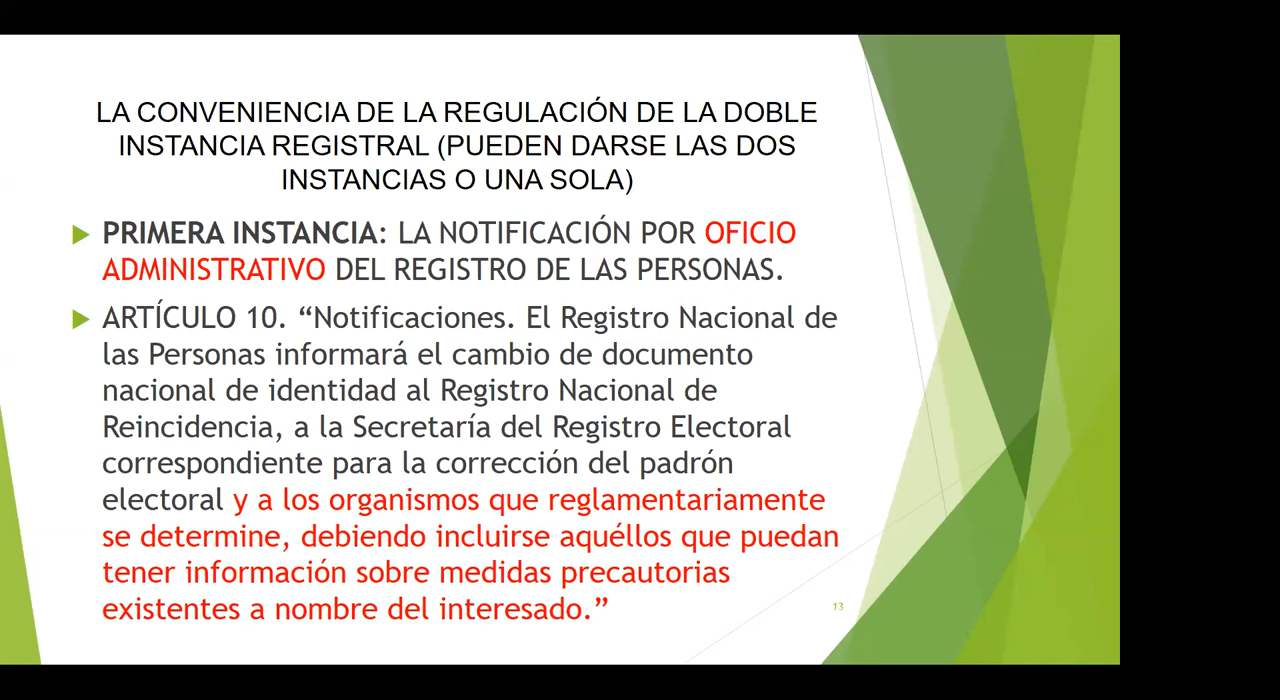 LA CONVENIENCIA DE LA REGULACIÓN DE LA DOBLE
INSTANCIA REGISTRAL (PUEDEN DARSE LAS DOS
INSTANCIAS O UNA SOLA)
PRIMERA INSTANCIA: LA NOTIFICACIÓN POR OFICIO
ADMINISTRATIVO DEL REGISTRO DE LAS PERSONAS.
ARTÍCULO 10. “Notificaciones. El Registro Nacional de
las Personas informará el cambio de documento
nacional de identidad al Registro Nacional de
Reincidencia, a la Secretaría del Registro Electoral
correspondiente para la corrección del padrón
electoral y a los organismos que reglamentariamente
se determine, debiendo incluirse aquéllos que puedan
tener información sobre medidas precautorias
existentes a nombre del interesado.”
13